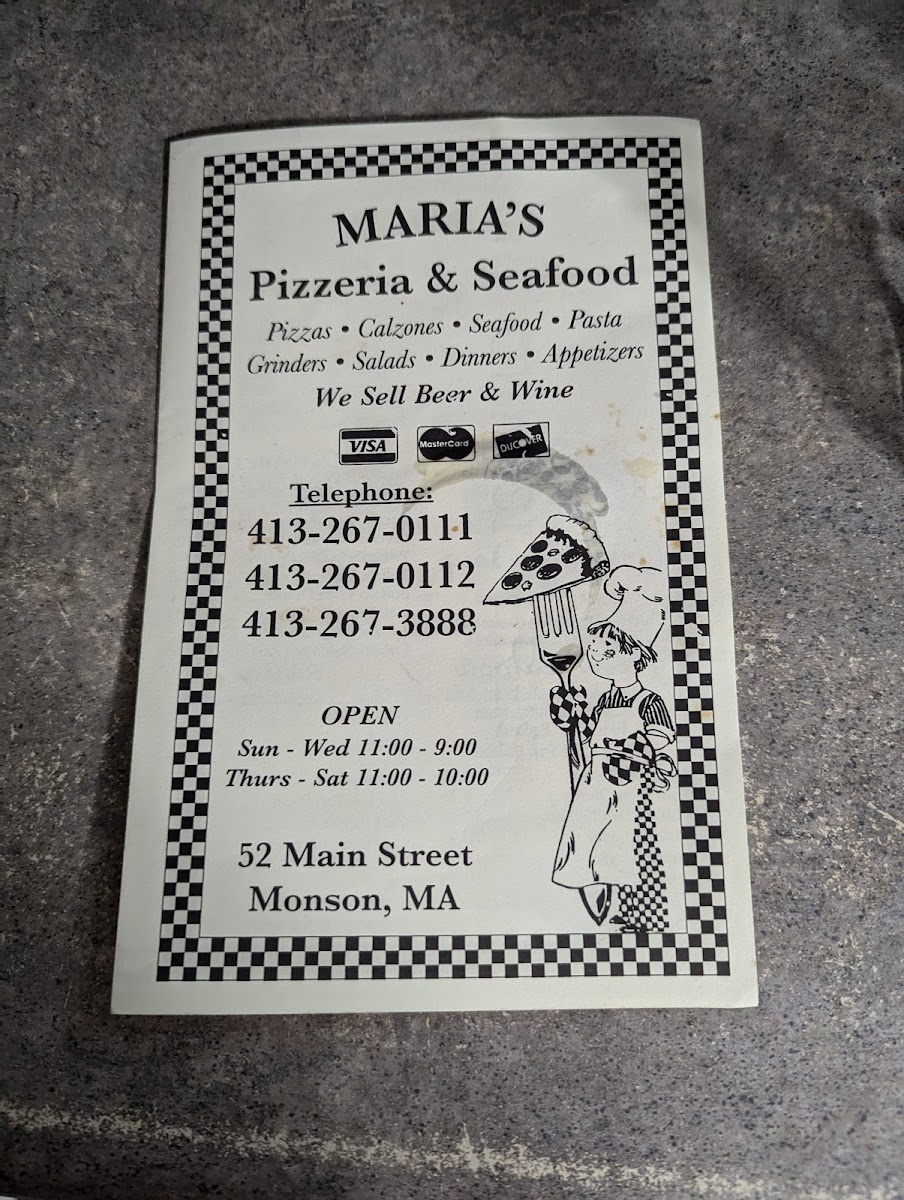 MARIA'S
Pizzeria & Seafood
Pizzas • Calzones • Seafood • Pasta
Grinders • Salads • Dinners • Appetizers
We Sell Beer & Wine
VISA MasterCard DISCOVER
Telephone:
413-267-0111
413-267-0112
413-267-3888
OPEN
Sun - Wed 11:00 - 9:00
Thurs - Sat 11:00 - 10:00
52 Main Street
Monson, MA